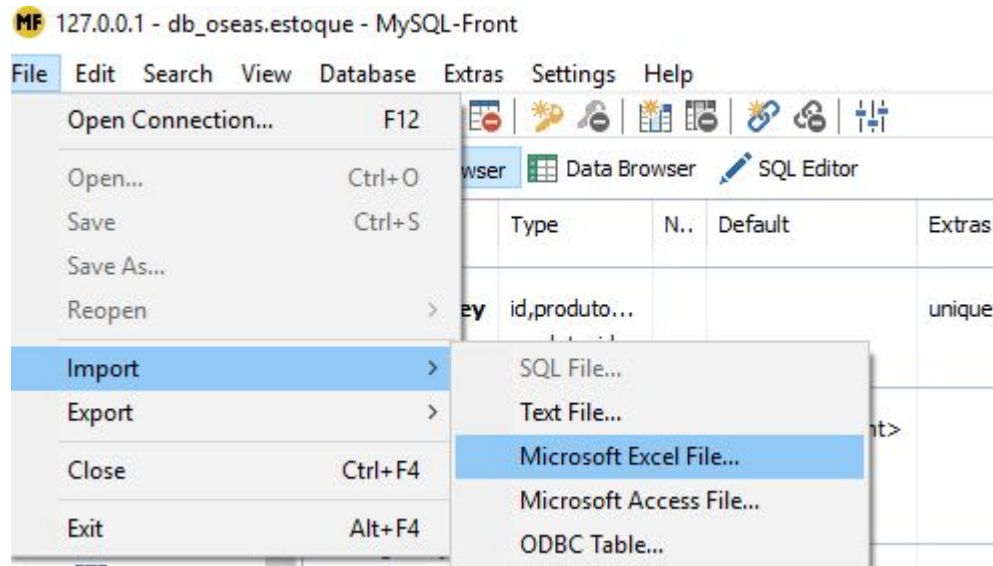 MF 127.0.0.1 - db_oseas.estoque - MySQL-Front
File Edit Search View Database Extras Settings Help
Open Connection... F12
Open... Ctrl+O
wser Data Browser SQL Editor
Save Ctrl+S
Type N.. Default Extras
Save As...
Reopen
ey id,produto... unique
Import
SQL File...
Export
Text File...
nt>
Microsoft Excel File...
Close Ctrl+F4
Microsoft Access File...
Exit Alt+F4
ODBC Table...